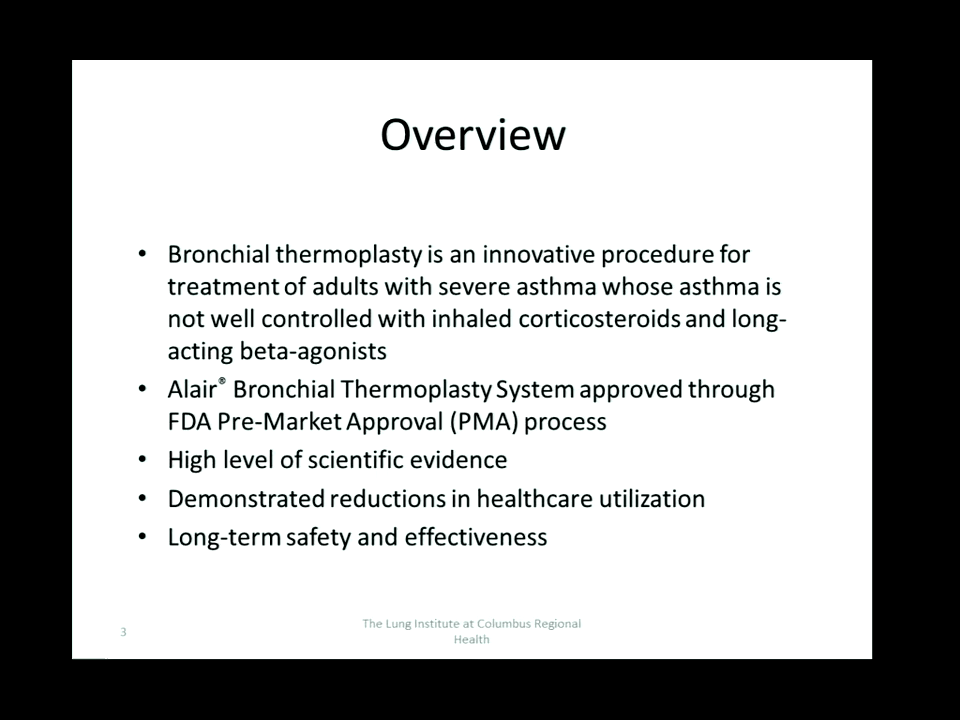 Overview
• Bronchial thermoplasty is an innovative procedure for
treatment of adults with severe asthma whose asthma is
not well controlled with inhaled corticosteroids and long-
acting beta-agonists
• Alair® Bronchial Thermoplasty System approved through
FDA Pre-Market Approval (PMA) process
• High level of scientific evidence
• Demonstrated reductions in healthcare utilization
• Long-term safety and effectiveness
3
The Lung Institute at Columbus Regional
Health